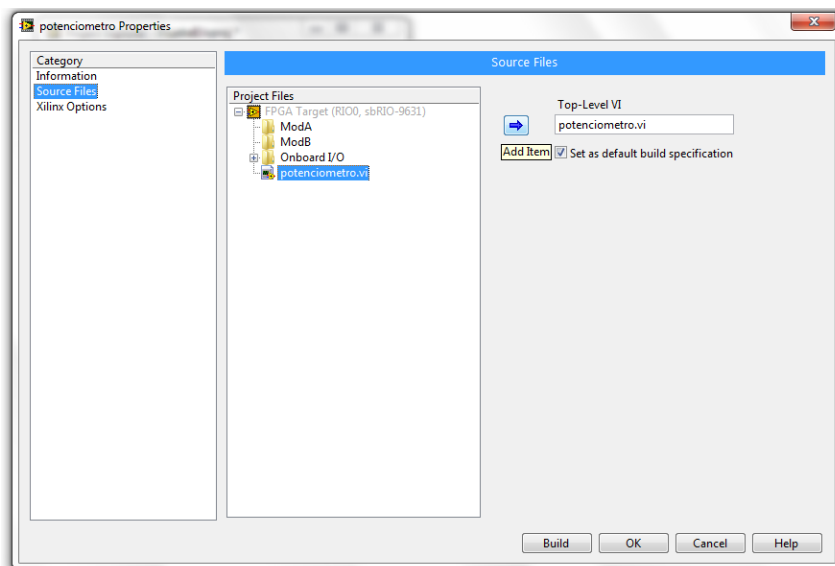 potenciometro Properties
Category
Information
Source Files
Xilinx Options
Source Files
Project Files
FPGA Target (RIO0, sbRIO-9631)
ModA
ModB
Onboard I/O
potenciometro.vi
Top-Level VI
potenciometro.vi
Add Item
Set as default build specification
Build
OK
Cancel
Help